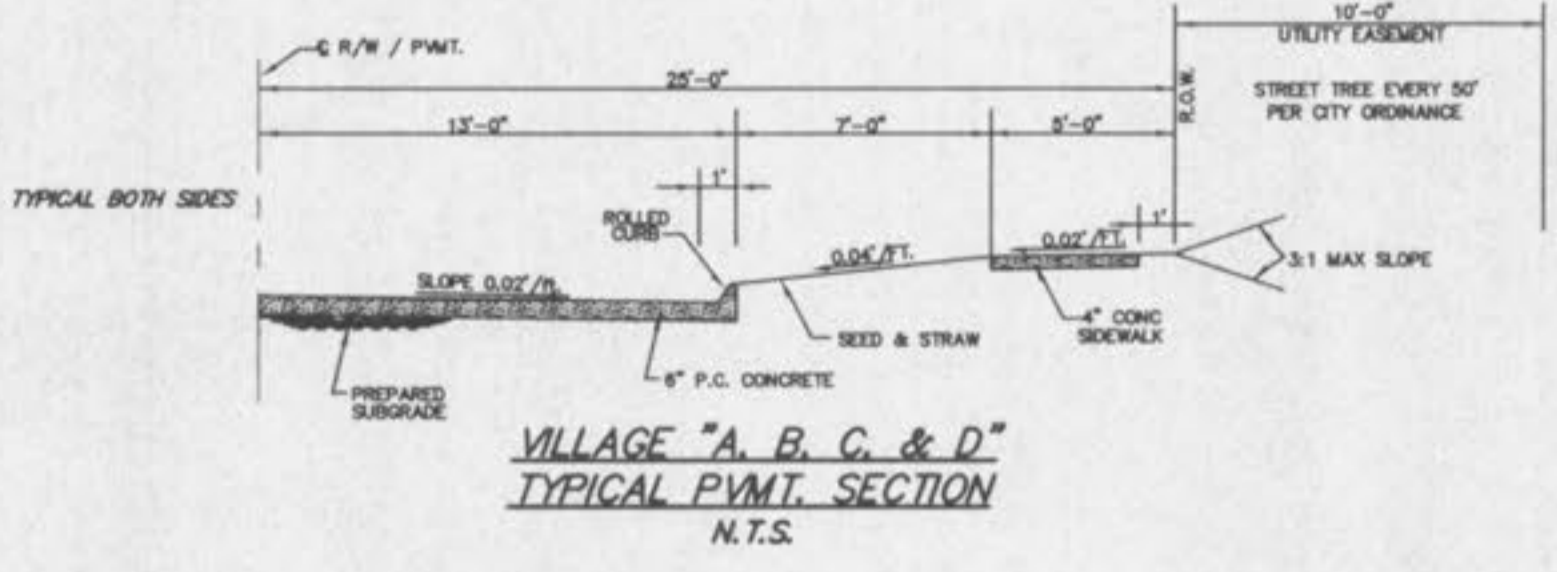 10'-0"
UTILITY EASEMENT
℄ R/W / PVMT.
25'-0"
R.O.W.
STREET TREE EVERY 50'
PER CITY ORDINANCE
13'-0"
7'-0"
5'-0"
TYPICAL BOTH SIDES
1'
ROLLED
CURB
1'
0.04'/FT.
0.02'/FT.
3:1 MAX SLOPE
SLOPE 0.02'/ft.
4" CONC
SIDEWALK
SEED & STRAW
6" P.C. CONCRETE
PREPARED
SUBGRADE
VILLAGE "A, B, C, & D"
TYPICAL PVMT. SECTION
N.T.S.